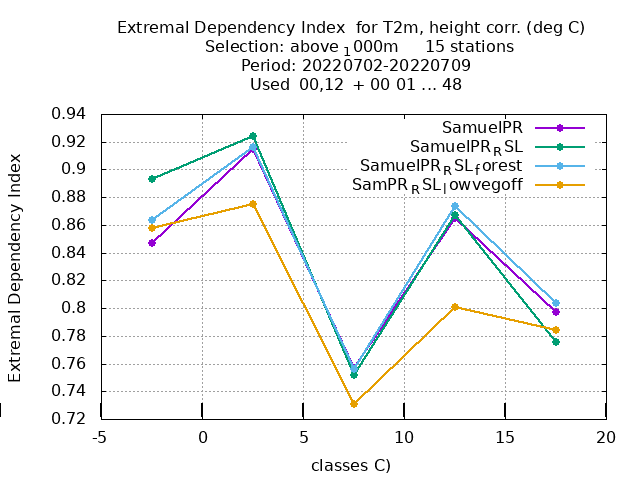 Extremal Dependency Index  for T2m, height corr. (deg C)
Selection: above ₁000m     15 stations
Period: 20220702-20220709
Used  00,12  + 00 01 ... 48
SamuelPR
SamuelPR_RSL
SamuelPR_RSL_forest
SamPR_RSL_lowvegoff
Extremal Dependency Index
0.94
0.92
0.9
0.88
0.86
0.84
0.82
0.8
0.78
0.76
0.74
0.72
-5
0
5
10
15
20
classes C)